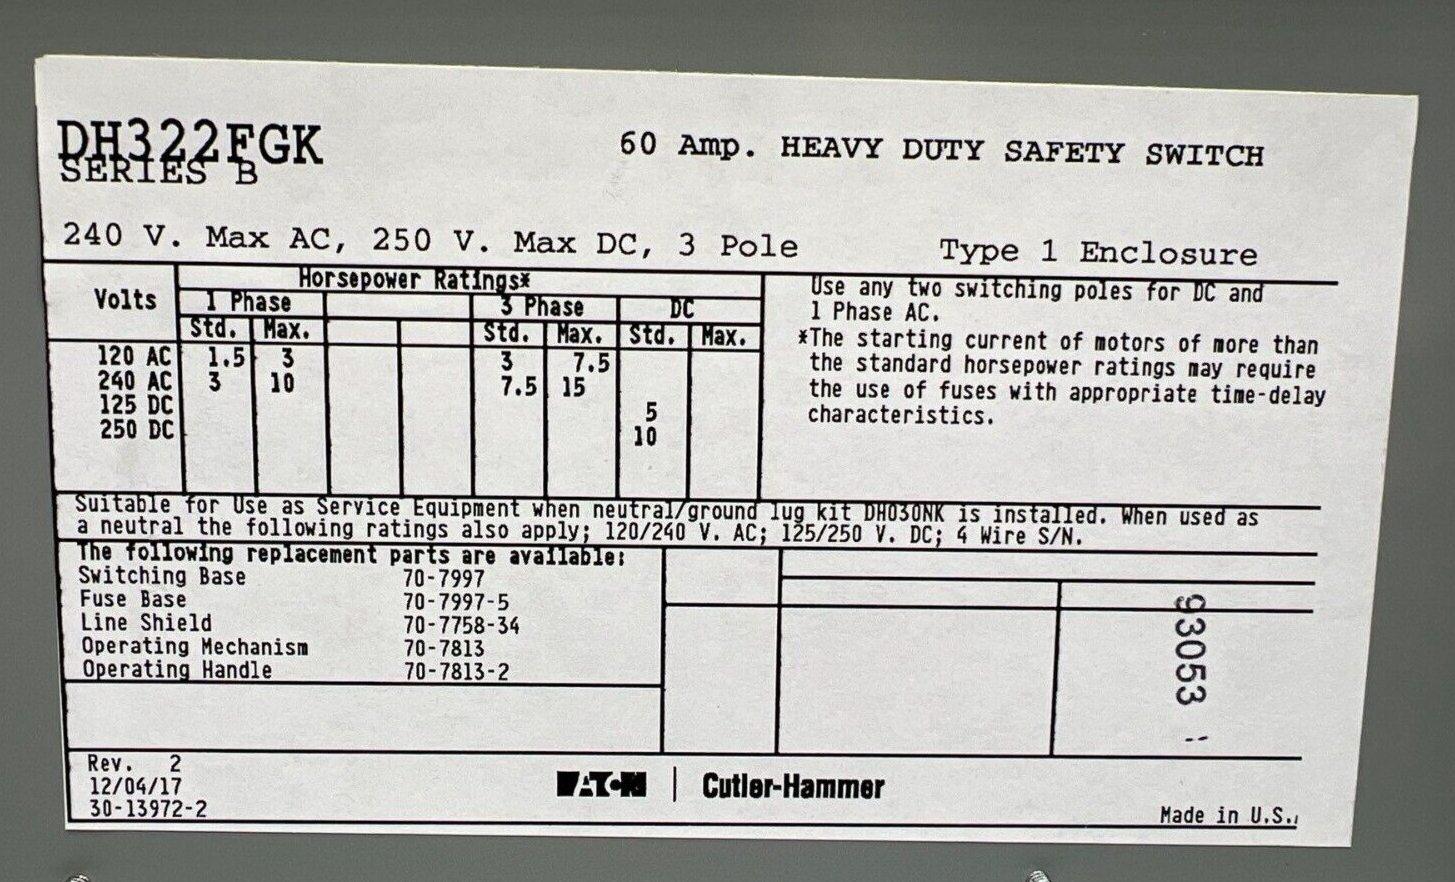 DH322FGK
SERIES B
60 Amp. HEAVY DUTY SAFETY SWITCH
240 V. Max AC, 250 V. Max DC, 3 Pole
Type 1 Enclosure
Volts
Horsepower Ratings*
1 Phase 3 Phase DC
Std. Max. Std. Max. Std. Max.
120 AC 1.5 3 3 7.5
240 AC 3 10 7.5 15
125 DC 5
250 DC 10
Use any two switching poles for DC and
1 Phase AC.
*The starting current of motors of more than
the standard horsepower ratings may require
the use of fuses with appropriate time-delay
characteristics.
Suitable for Use as Service Equipment when neutral/ground lug kit DH030NK is installed. When used as
a neutral the following ratings also apply; 120/240 V. AC; 125/250 V. DC; 4 Wire S/N.
The following replacement parts are available:
Switching Base 70-7997
Fuse Base 70-7997-5
Line Shield 70-7758-34
Operating Mechanism 70-7813
Operating Handle 70-7813-2
93053
Rev. 2
12/04/17
30-13972-2
EATON | Cutler-Hammer
Made in U.S.